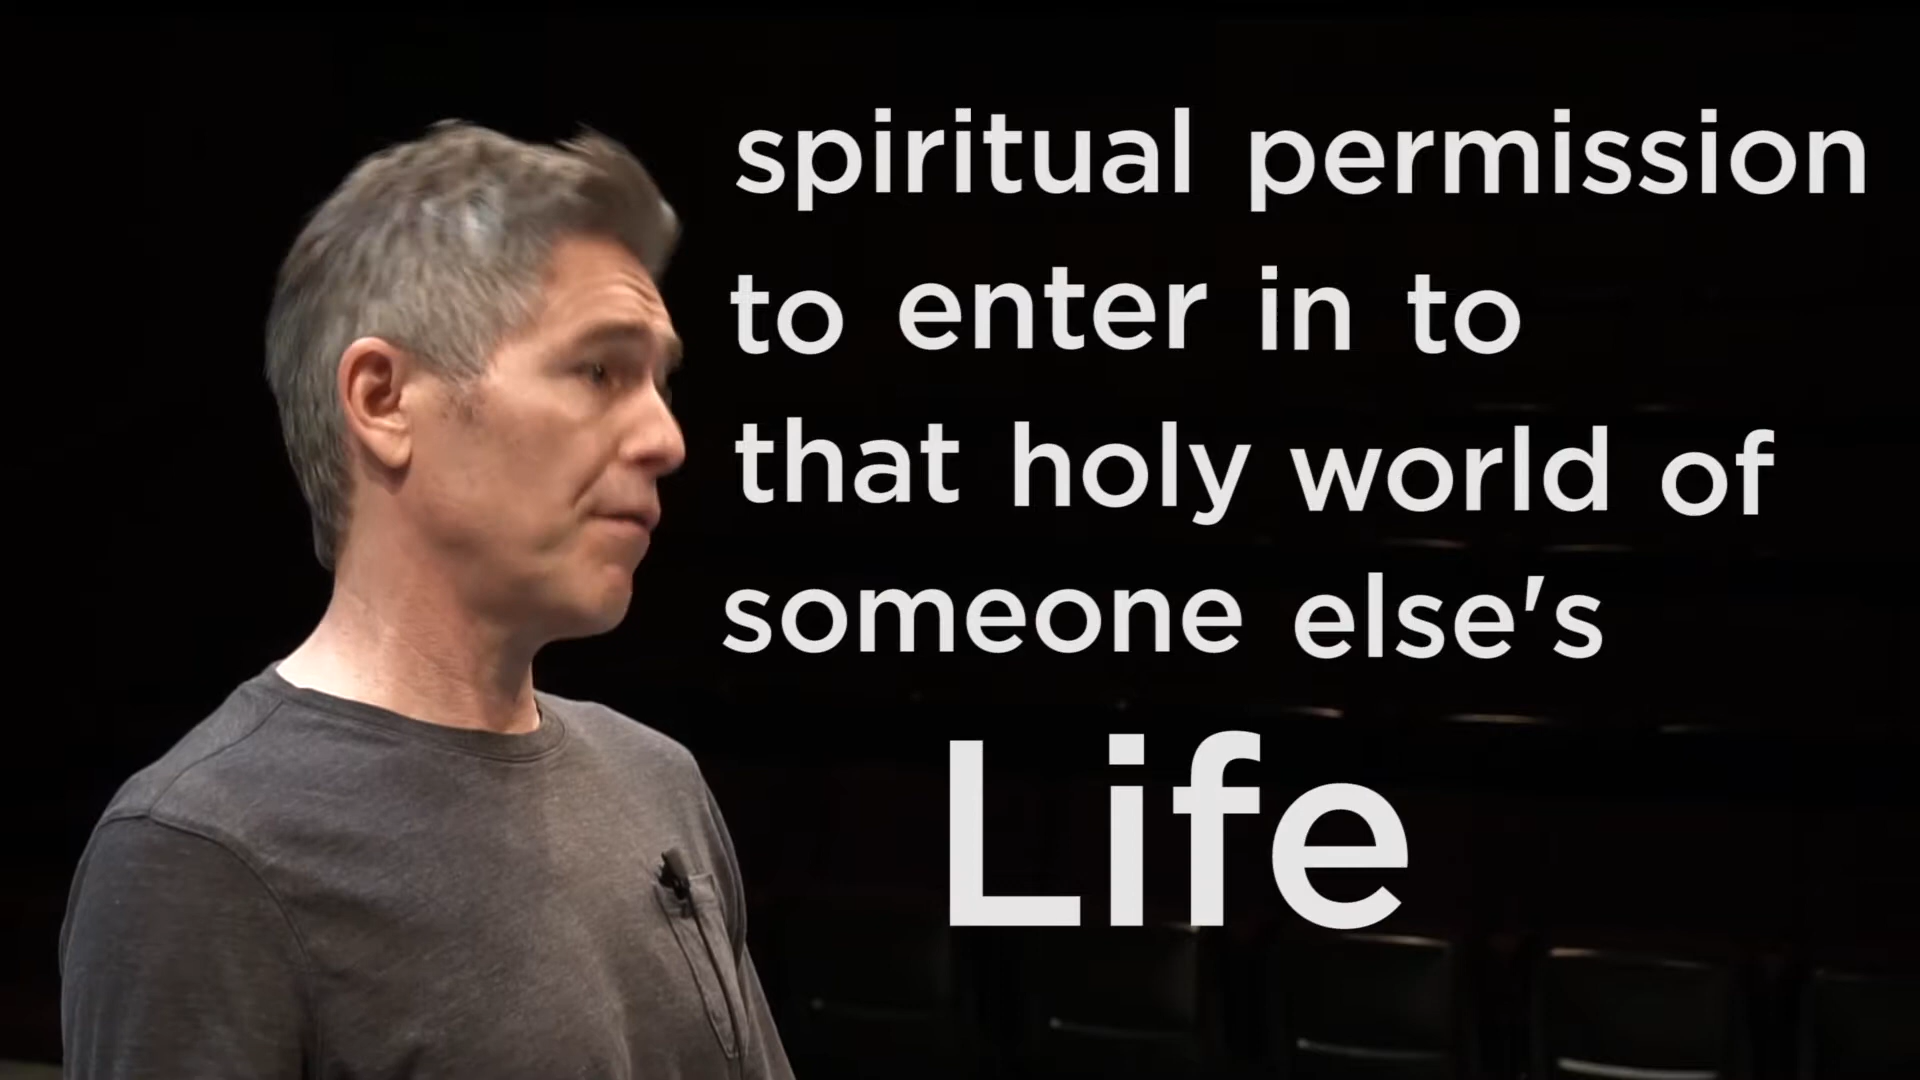 spiritual permission
to enter in to
that holy world of
someone else's
Life